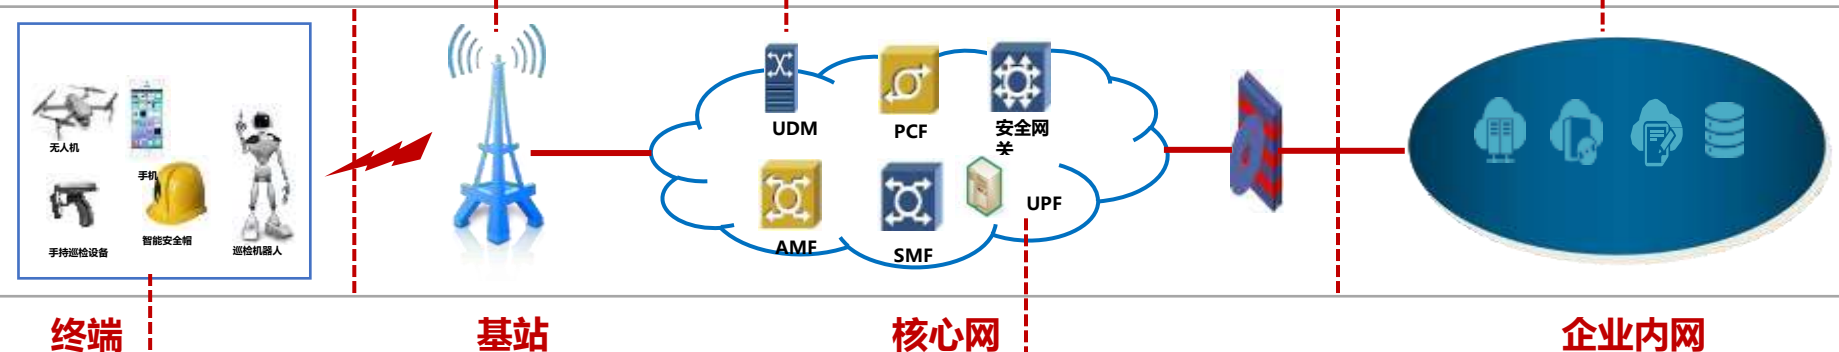 无人机
手机
手持巡检设备
智能安全帽
巡检机器人
UDM
PCF
安全网
关
AMF
SMF
UPF
终端
基站
核心网
企业内网